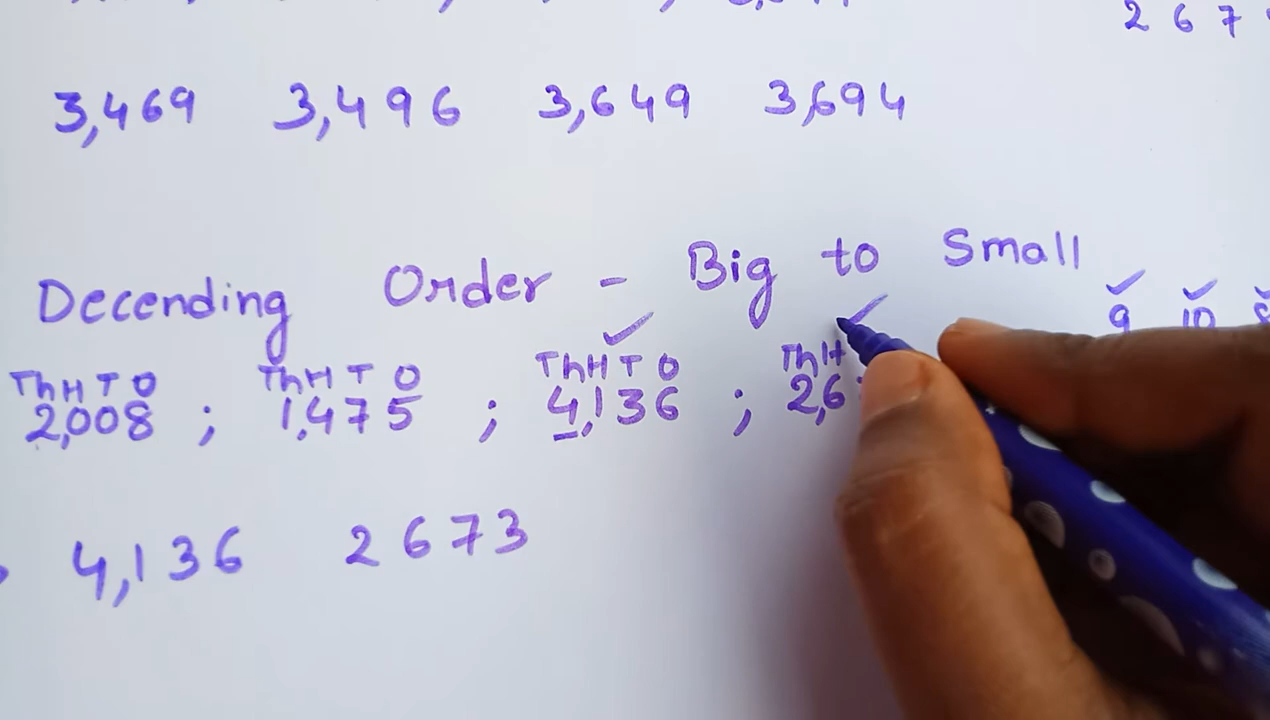 2 6 7
3,469 3,496 3,649 3,694
Decending Order - Big to Small
9 10
ThHTO ThHTO ThHTO ThH
2,008 ; 1,475 ; 4,136 ; 2,6
4,136 2673